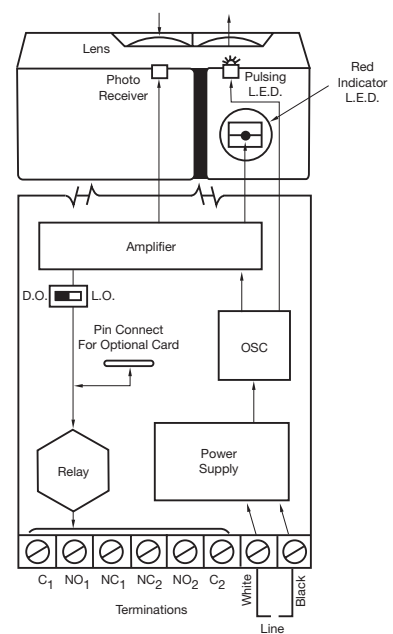 Lens
Photo
Receiver
Pulsing
L.E.D.
Red
Indicator
L.E.D.
Amplifier
D.O.
L.O.
Pin Connect
For Optional Card
OSC
Relay
Power
Supply
C1 NO1 NC1 NC2 NO2 C2
White
Black
Terminations
Line